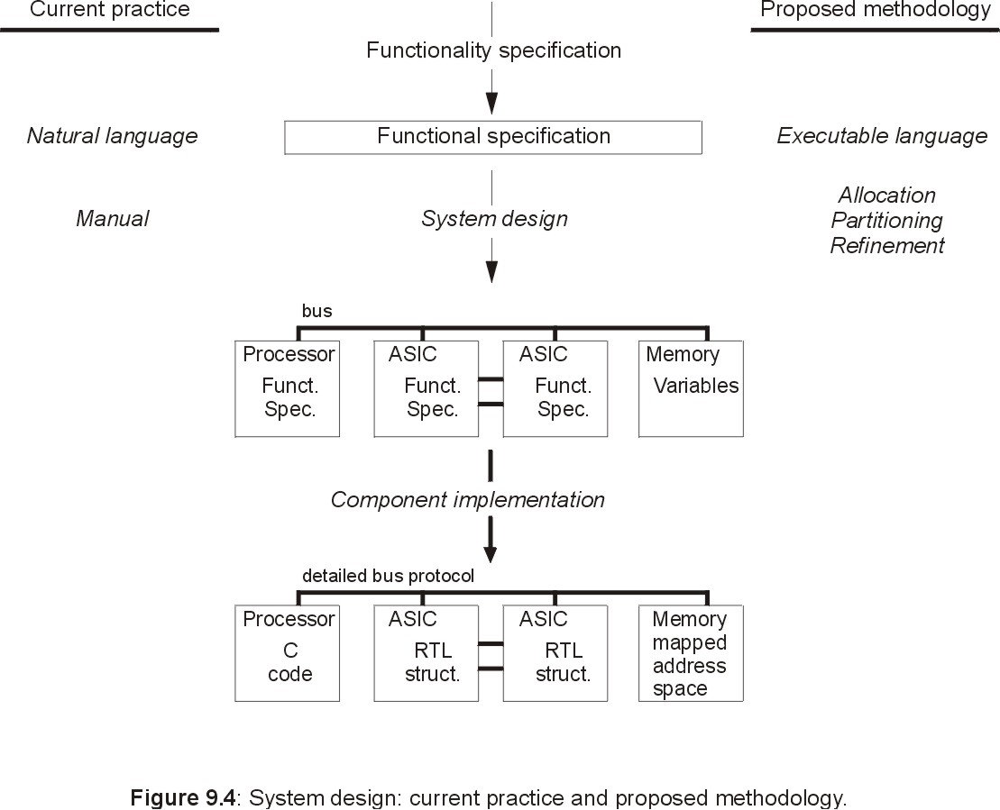 Current practice
Proposed methodology
Functionality specification
Natural language
Functional specification
Executable language
Manual
System design
Allocation
Partitioning
Refinement
bus
Processor
Funct.
Spec.
ASIC
Funct.
Spec.
ASIC
Funct.
Spec.
Memory
Variables
Component implementation
detailed bus protocol
Processor
C
code
ASIC
RTL
struct.
ASIC
RTL
struct.
Memory
mapped
address
space
Figure 9.4: System design: current practice and proposed methodology.